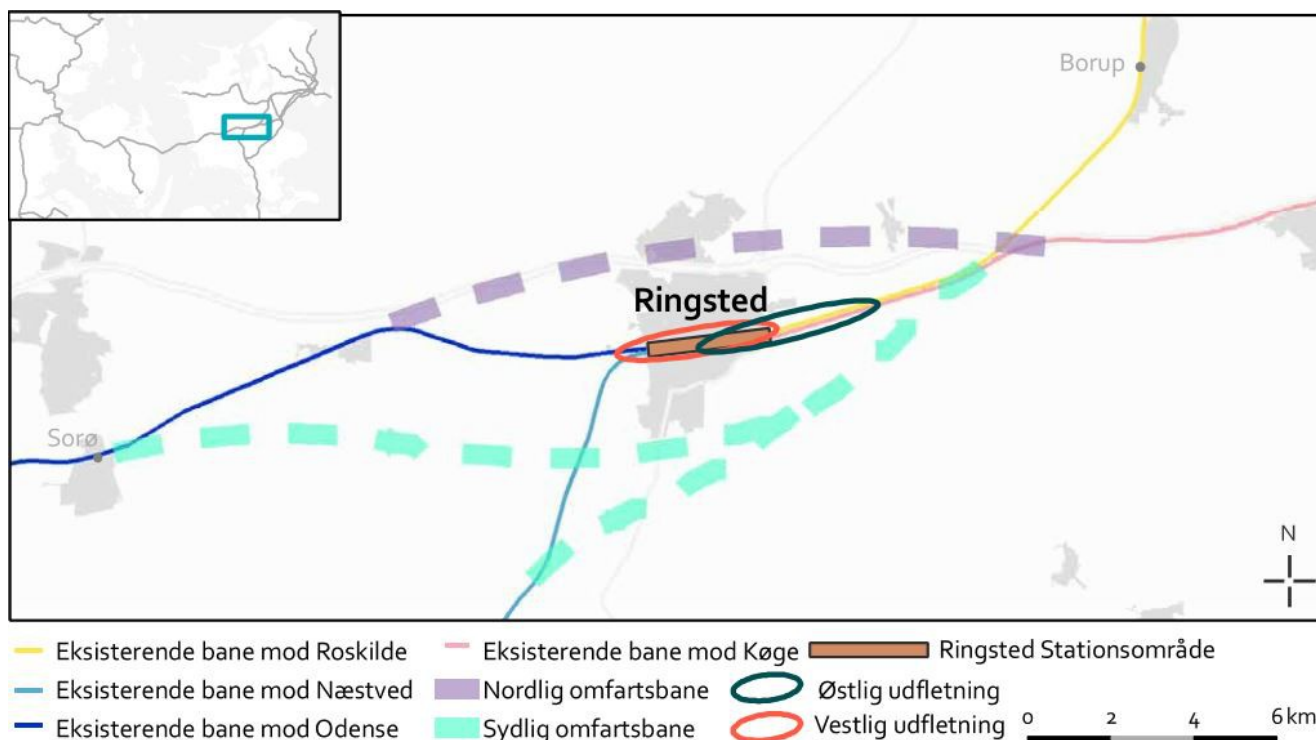 Borup
Ringsted
Sorø
N
Eksisterende bane mod Roskilde
Eksisterende bane mod Køge
Ringsted Stationsområde
Eksisterende bane mod Næstved
Nordlig omfartsbane
Østlig udfletning
Eksisterende bane mod Odense
Sydlig omfartsbane
Vestlig udfletning
0 2 4 6 km